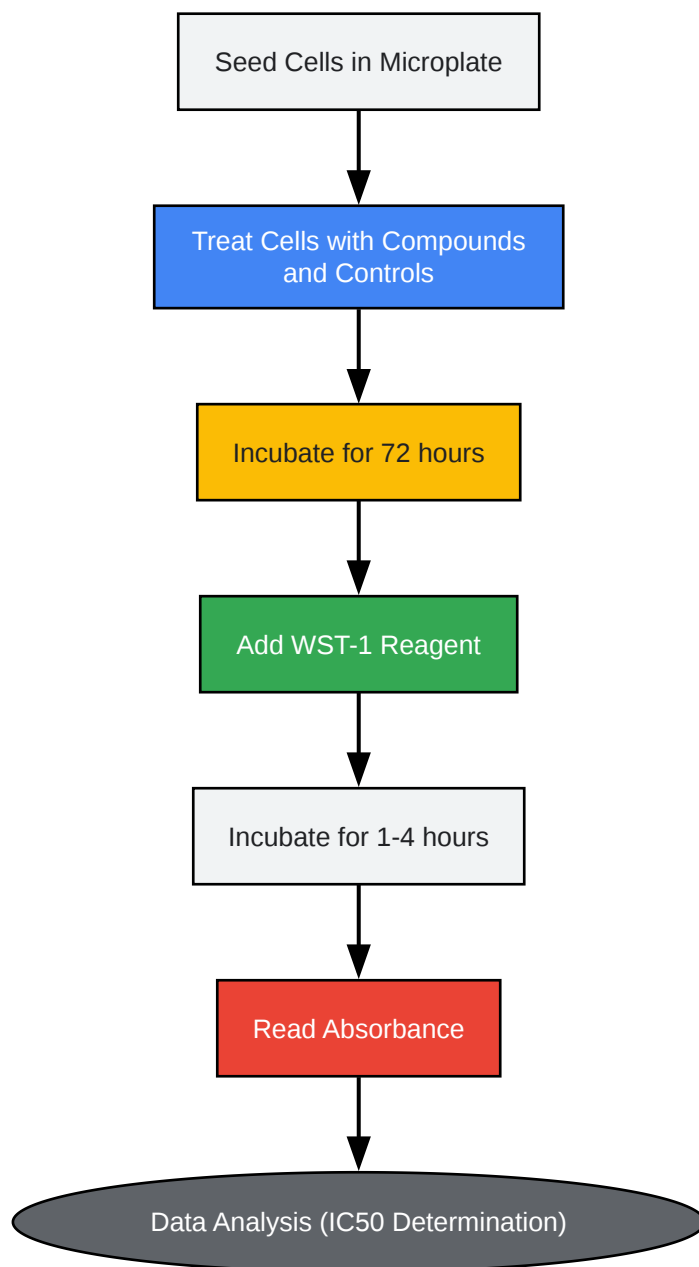 Seed Cells in Microplate
Treat Cells with Compounds
and Controls
Incubate for 72 hours
Add WST-1 Reagent
Incubate for 1-4 hours
Read Absorbance
Data Analysis (IC50 Determination)